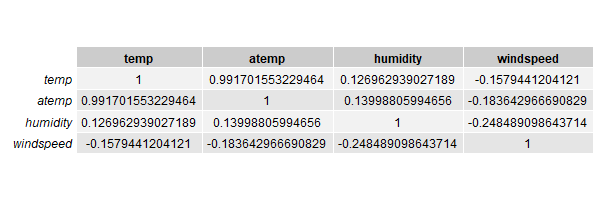 temp atemp humidity windspeed
temp 1 0.991701553229464 0.126962939027189 -0.1579441204121
atemp 0.991701553229464 1 0.13998805994656 -0.183642966690829
humidity 0.126962939027189 0.13998805994656 1 -0.248489098643714
windspeed -0.1579441204121 -0.183642966690829 -0.248489098643714 1